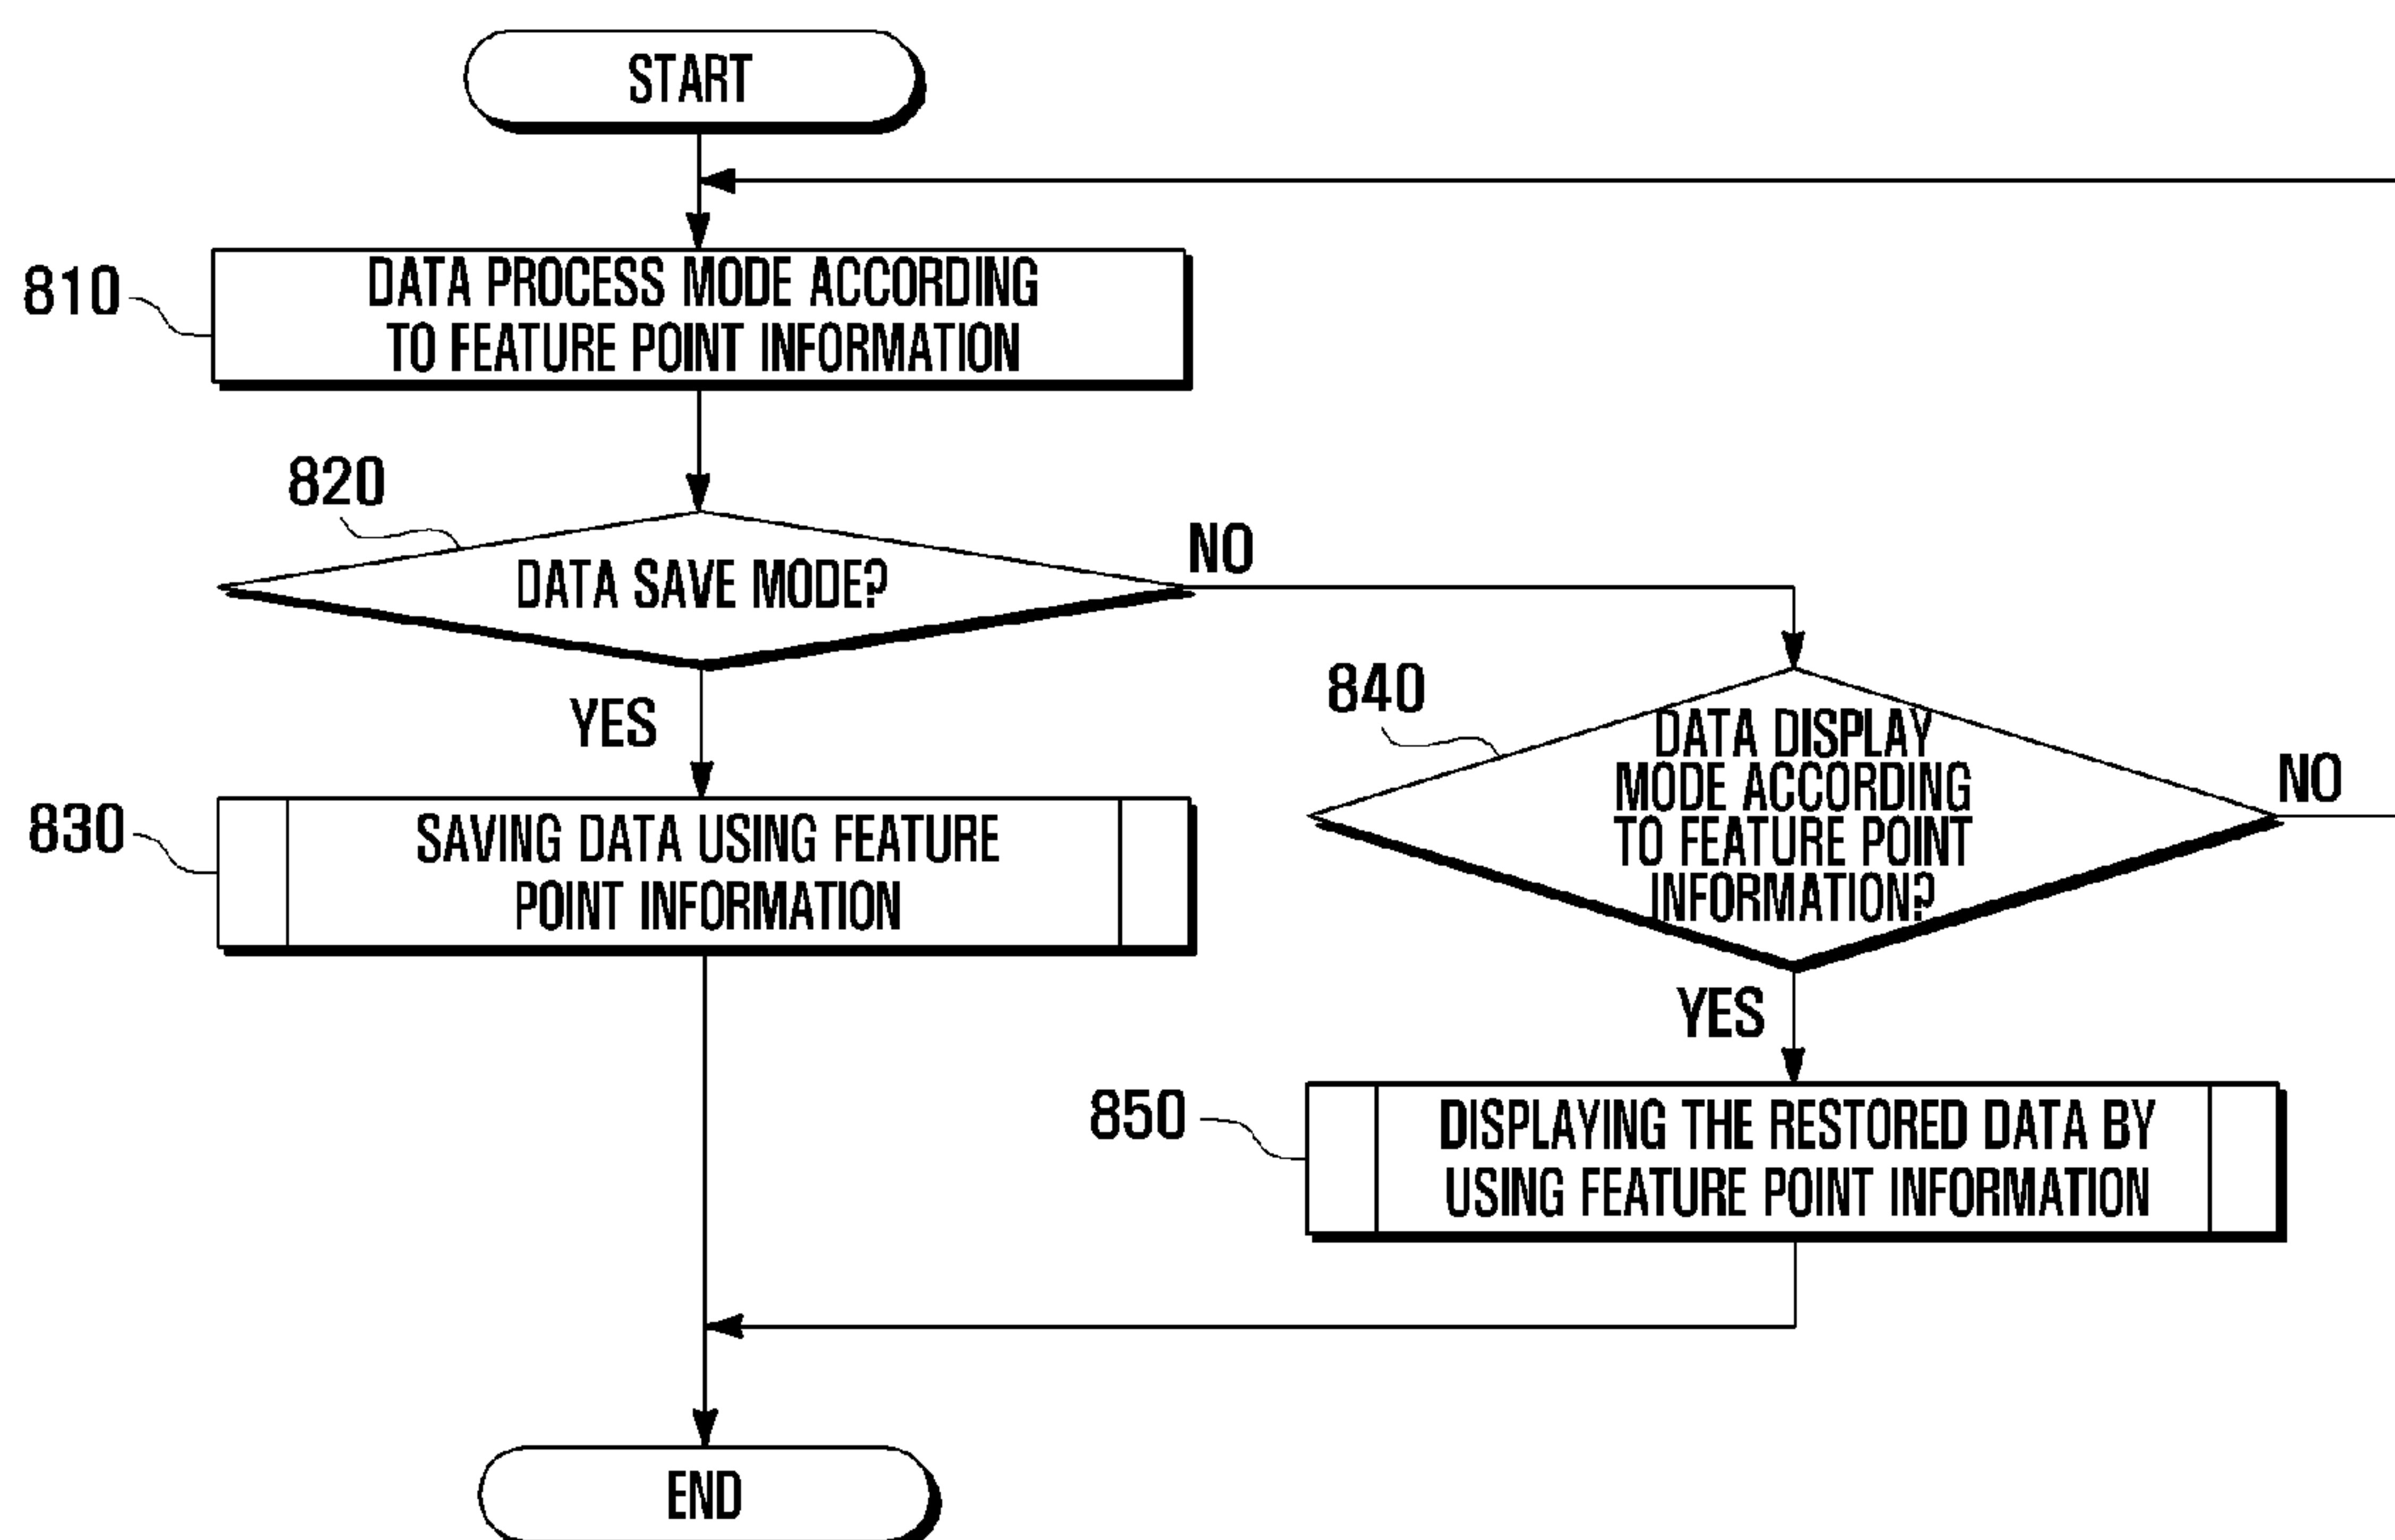 START
810
DATA PROCESS MODE ACCORDING
TO FEATURE POINT INFORMATION
820
DATA SAVE MODE?
NO
YES
830
SAVING DATA USING FEATURE
POINT INFORMATION
840
DATA DISPLAY
MODE ACCORDING
TO FEATURE POINT
INFORMATION?
NO
YES
850
DISPLAYING THE RESTORED DATA BY
USING FEATURE POINT INFORMATION
END